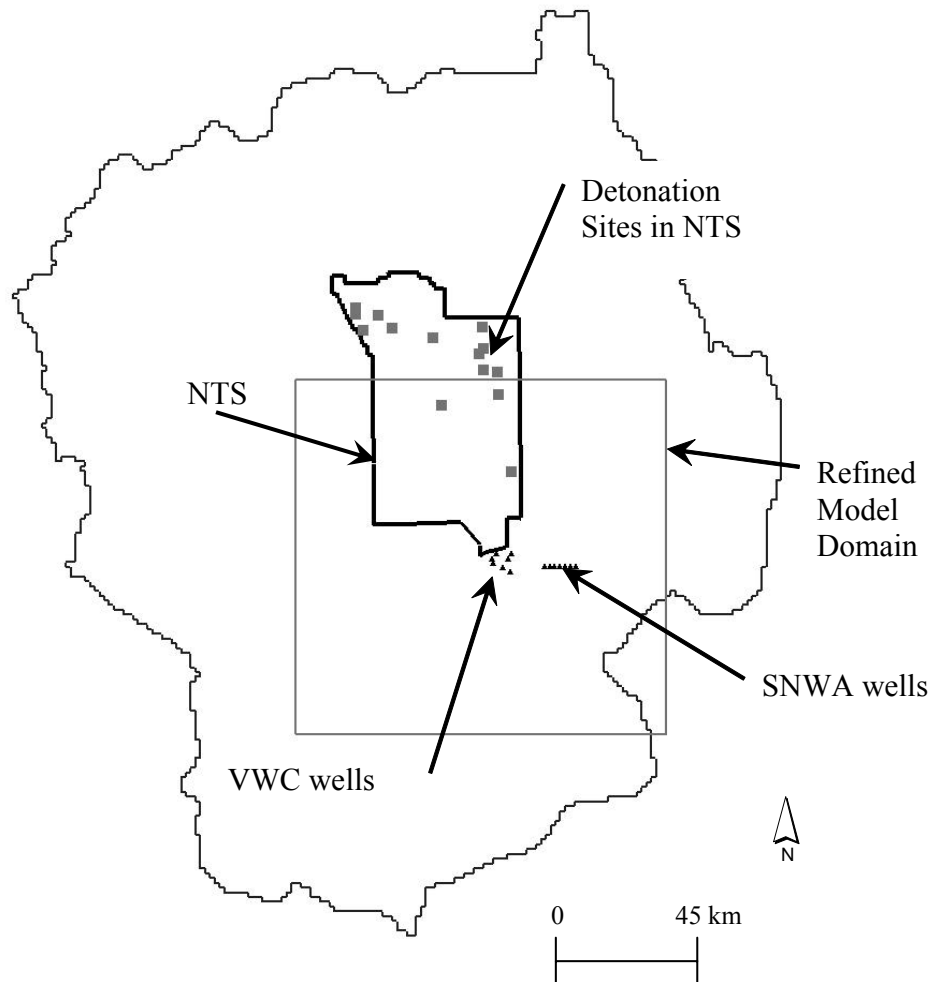 Detonation
Sites in NTS
NTS
Refined
Model
Domain
SNWA wells
VWC wells
N
0 45 km